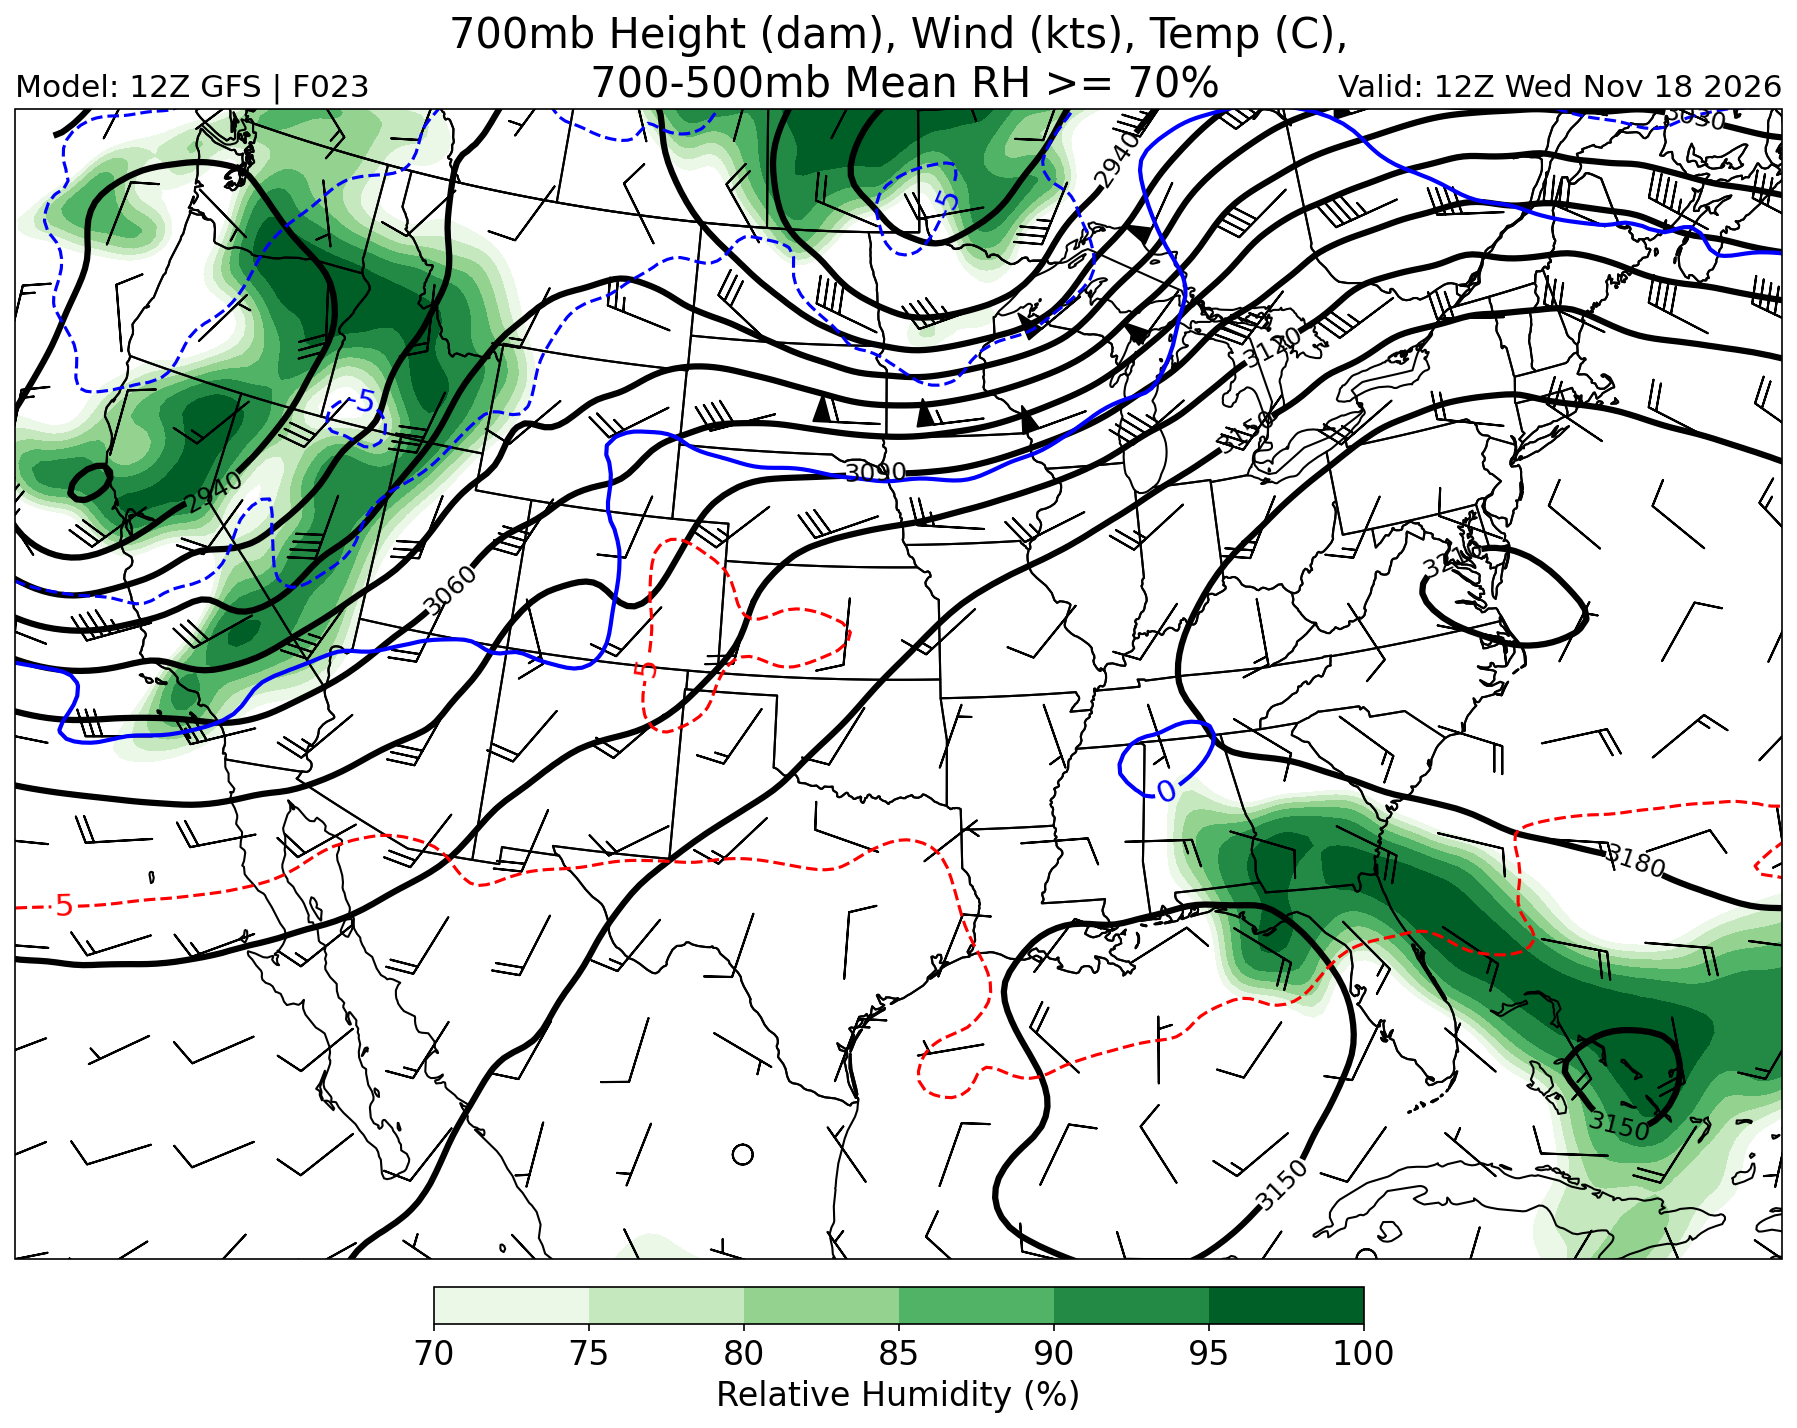 700mb Height (dam), Wind (kts), Temp (C),
700-500mb Mean RH >= 70%
Model: 12Z GFS | F023
Valid: 12Z Wed Nov 18 2026
2940
-5
3120
-5
3150
2940
3090
3060
3210
5
0
3180
5
3150
3150
70 75 80 85 90 95 100
Relative Humidity (%)